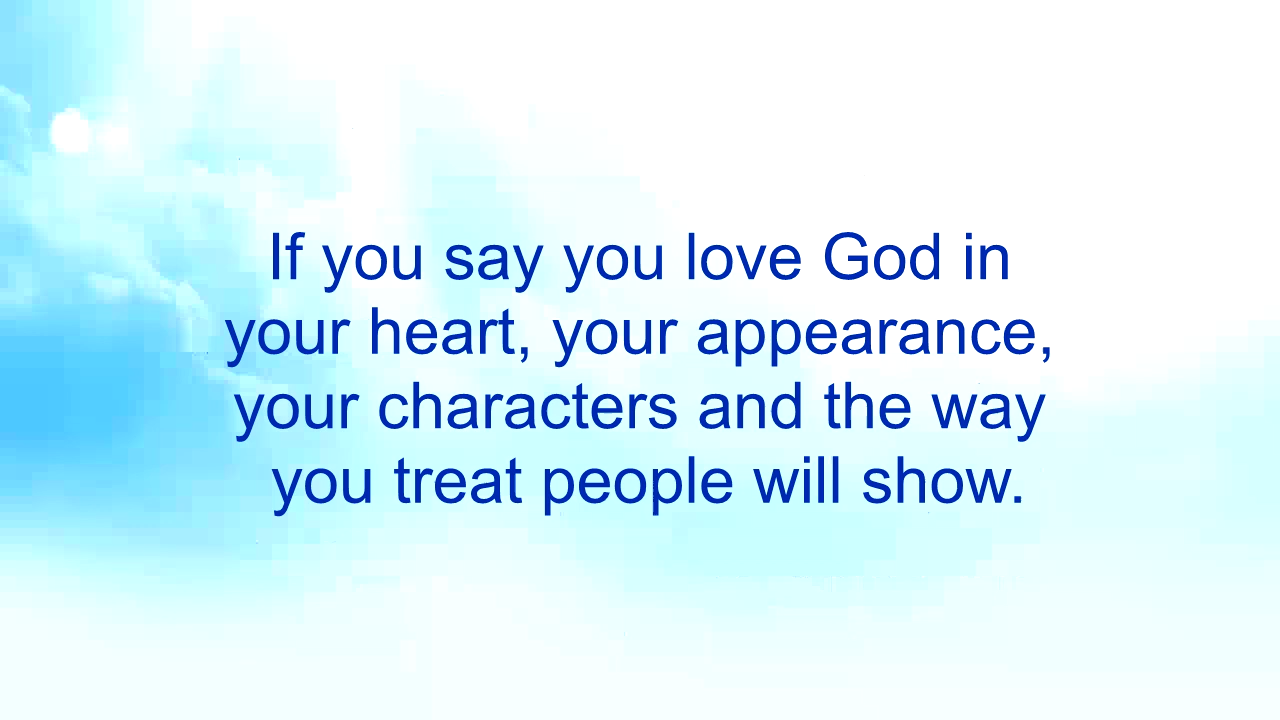 If you say you love God in
your heart, your appearance,
your characters and the way
you treat people will show.